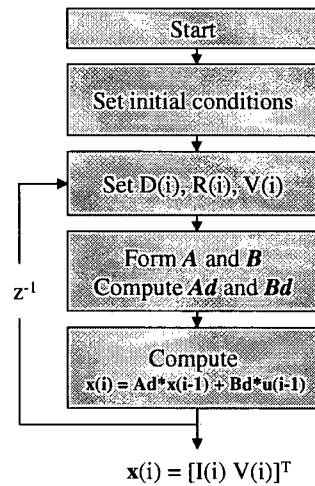 Start
Set initial conditions
Set D(i), R(i), V(i)
Form A and B
Compute Ad and Bd
z⁻¹
Compute
x(i) = Ad*x(i-1) + Bd*u(i-1)
x(i) = [I(i) V(i)]ᵀ